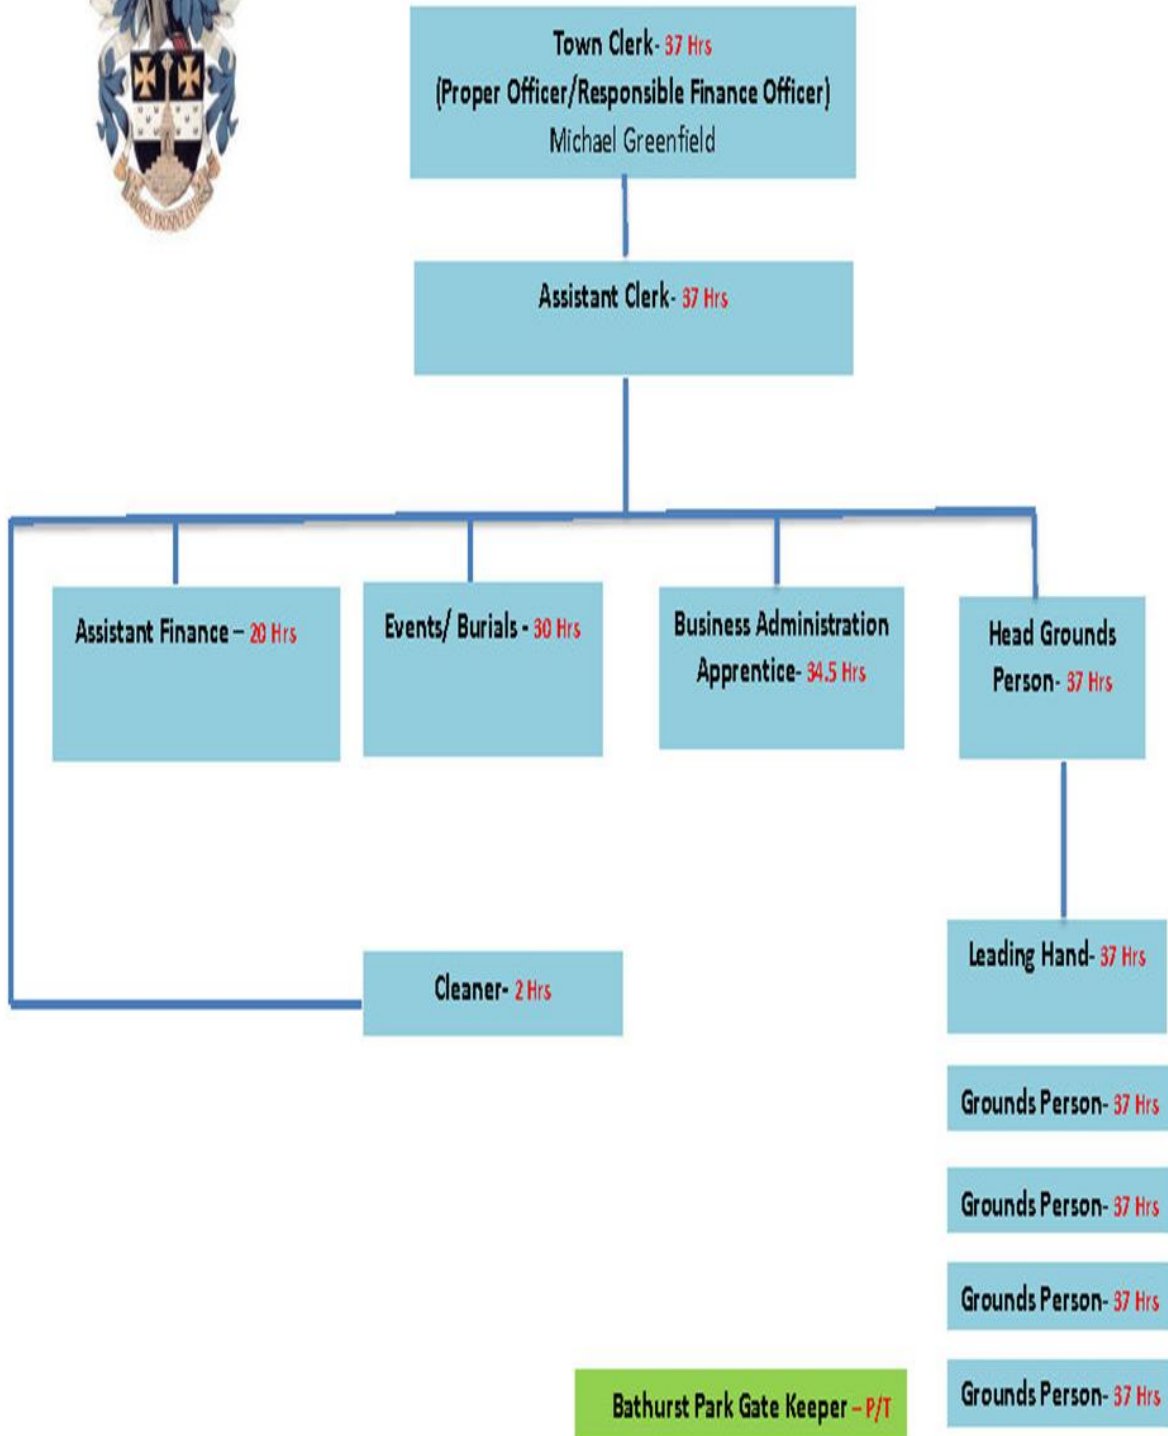 Town Clerk- 37 Hrs
(Proper Officer/Responsible Finance Officer)
Michael Greenfield
Assistant Clerk- 37 Hrs
Assistant Finance – 20 Hrs
Events/ Burials - 30 Hrs
Business Administration
Apprentice- 34.5 Hrs
Head Grounds
Person- 37 Hrs
Cleaner- 2 Hrs
Leading Hand- 37 Hrs
Grounds Person- 37 Hrs
Grounds Person- 37 Hrs
Grounds Person- 37 Hrs
Grounds Person- 37 Hrs
Bathurst Park Gate Keeper – P/T